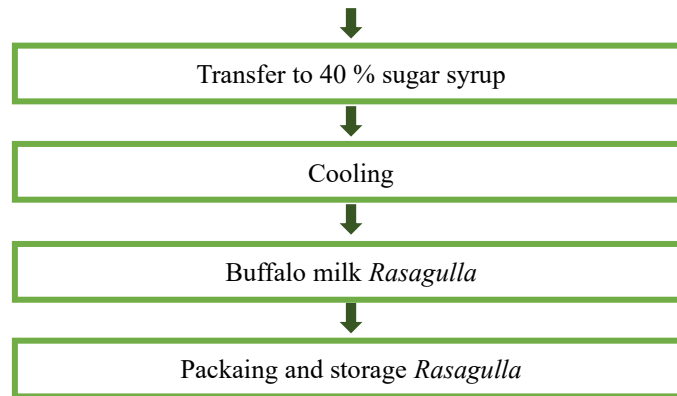 Transfer to 40 % sugar syrup
Cooling
Buffalo milk Rasagulla
Packaing and storage Rasagulla